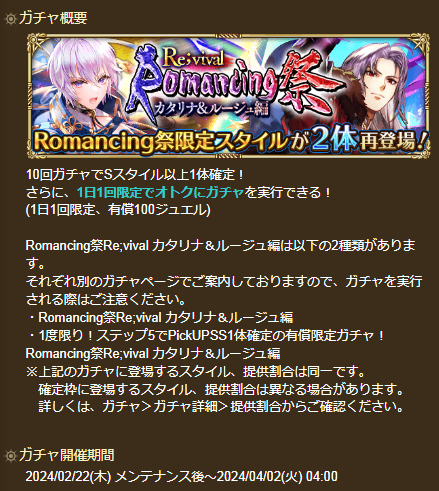 ガチャ概要
Re;vival
Romancing祭
カタリナ&ルージュ編
Romancing祭限定スタイルが2体再登場!
10回ガチャでSスタイル以上1体確定!
さらに、1日1回限定でオトクにガチャを実行できる!
(1日1回限定、有償100ジュエル)
Romancing祭Re;vival カタリナ&ルージュ編は以下の2種類がありま
す。
それぞれ別のガチャページでご案内しておりますので、ガチャを実行
される際はご注意ください。
・Romancing祭Re;vival カタリナ&ルージュ編
・1度限り!ステップ5でPickUPSS1体確定の有償限定ガチャ!
Romancing祭Re;vival カタリナ&ルージュ編
※上記のガチャに登場するスタイル、提供割合は同一です。
確定枠に登場するスタイル、提供割合は異なる場合があります。
詳しくは、ガチャ>ガチャ詳細>提供割合からご確認ください。
ガチャ開催期間
2024/02/22(木) メンテナンス後~2024/04/02(火) 04:00